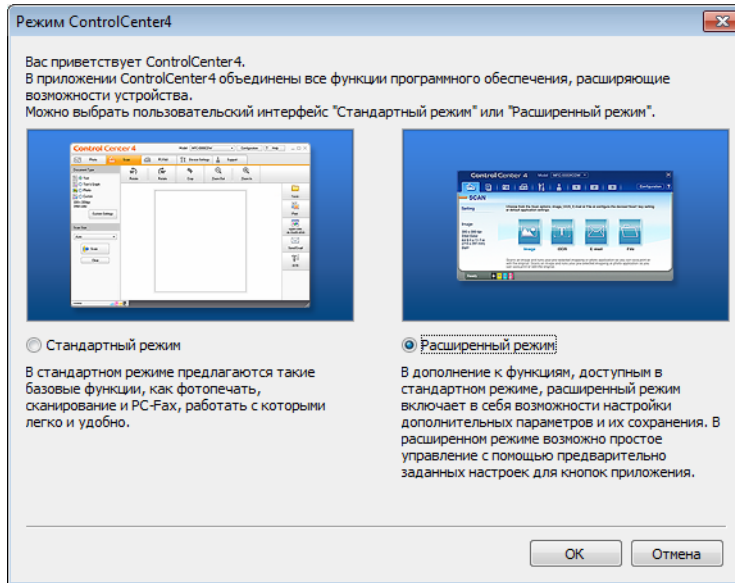 Режим ControlCenter4
Вас приветствует ControlCenter4.
В приложении ControlCenter4 объединены все функции программного обеспечения, расширяющие
возможности устройства.
Можно выбрать пользовательский интерфейс "Стандартный режим" или "Расширенный режим".
Control Center 4
Scan
Control Center 4
SCAN
Image
OCR
E-mail
File
Стандартный режим
В стандартном режиме предлагаются такие
базовые функции, как фотопечать,
сканирование и PC-Fax, работать с которыми
легко и удобно.
Расширенный режим
В дополнение к функциям, доступным в
стандартном режиме, расширенный режим
включает в себя возможности настройки
дополнительных параметров и их сохранения. В
расширенном режиме возможно простое
управление с помощью предварительно
заданных настроек для кнопок приложения.
OK
Отмена